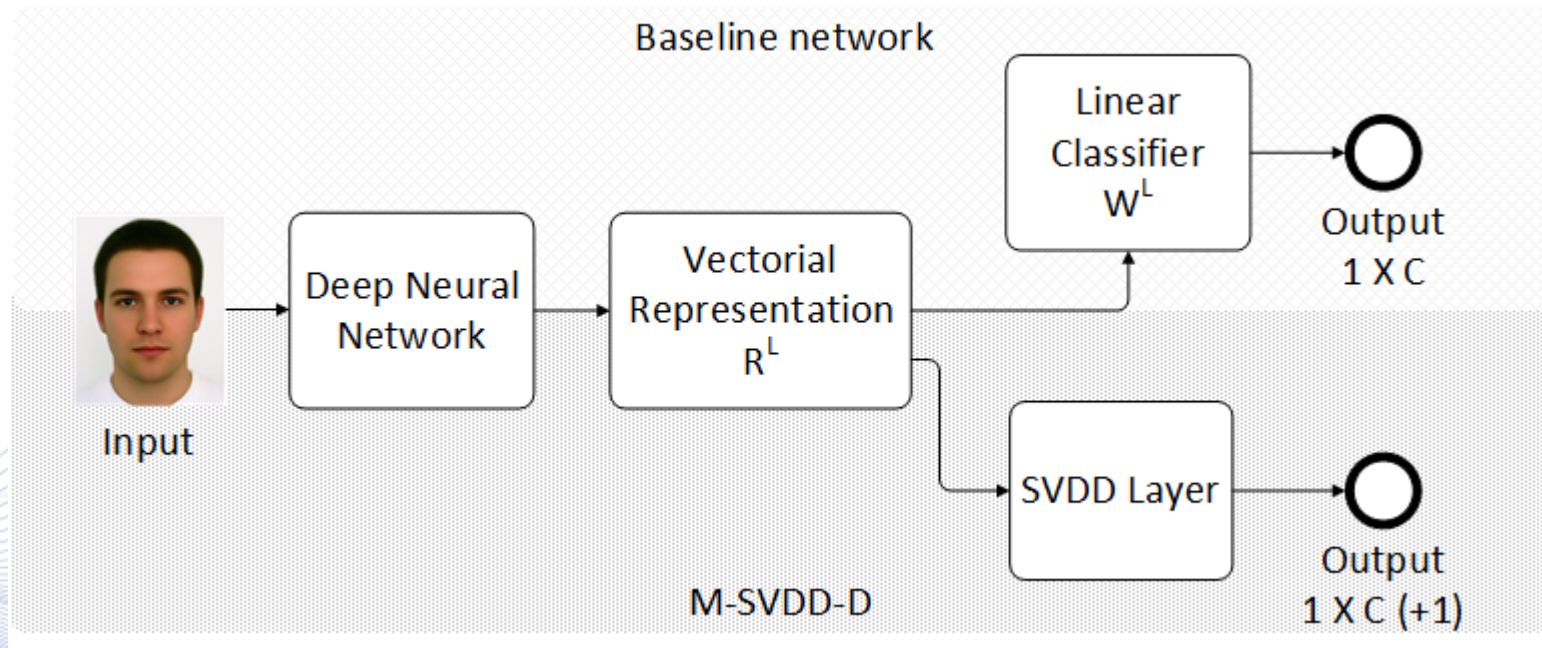 Baseline network
Linear
Classifier
W^L
Output
1 X C
Deep Neural
Network
Vectorial
Representation
R^L
Input
SVDD Layer
Output
1 X C (+1)
M-SVDD-D